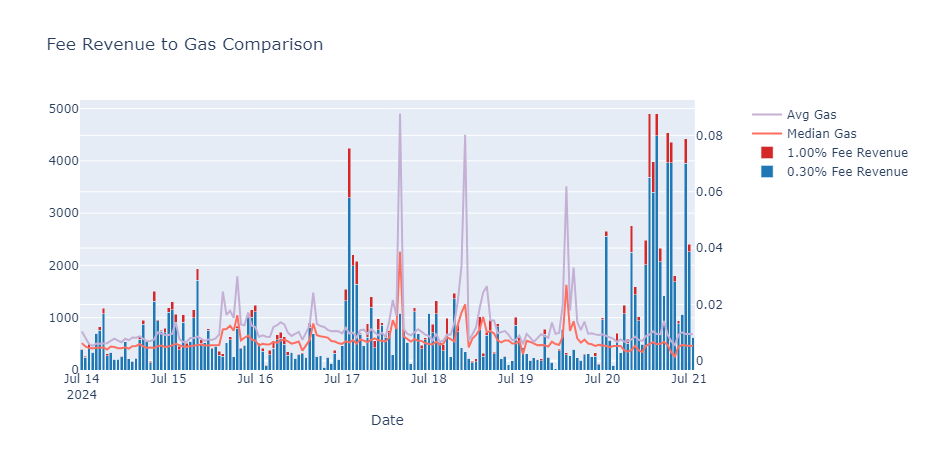 Fee Revenue to Gas Comparison
5000
4000
3000
2000
1000
0
0.08
0.06
0.04
0.02
0
Jul 14
2024
Jul 15
Jul 16
Jul 17
Jul 18
Jul 19
Jul 20
Jul 21
Date
Avg Gas
Median Gas
1.00% Fee Revenue
0.30% Fee Revenue